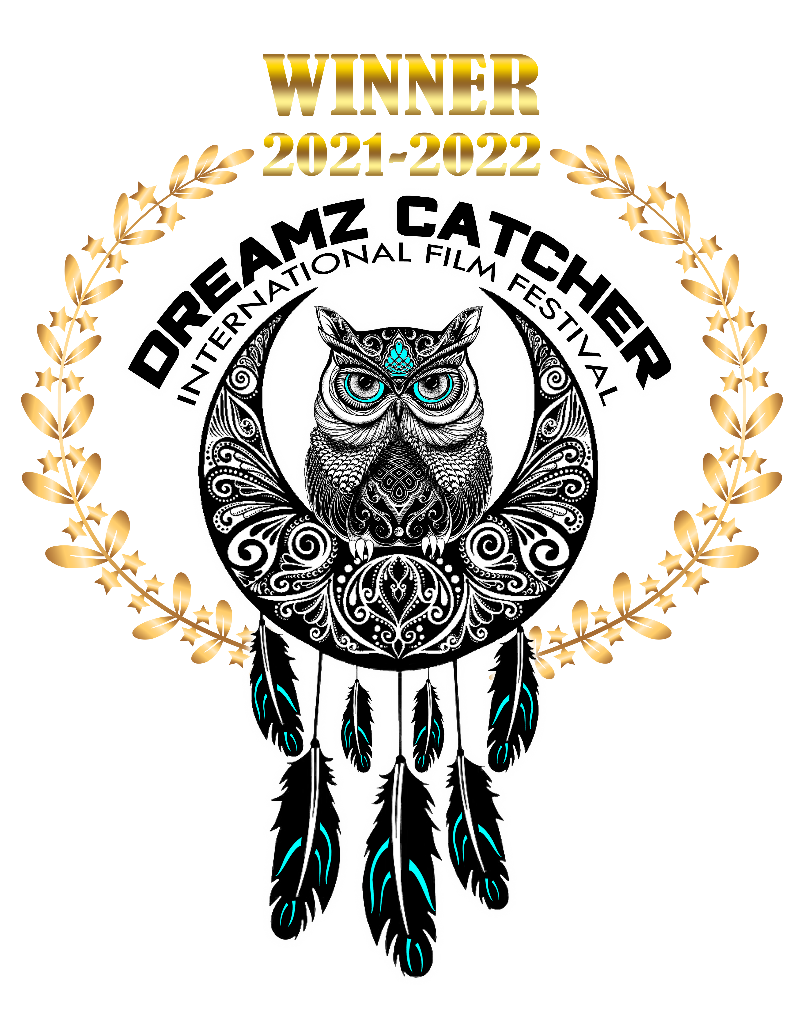 WINNER
2021-2022
DREAMZ CATCHER
INTERNATIONAL FILM FESTIVAL